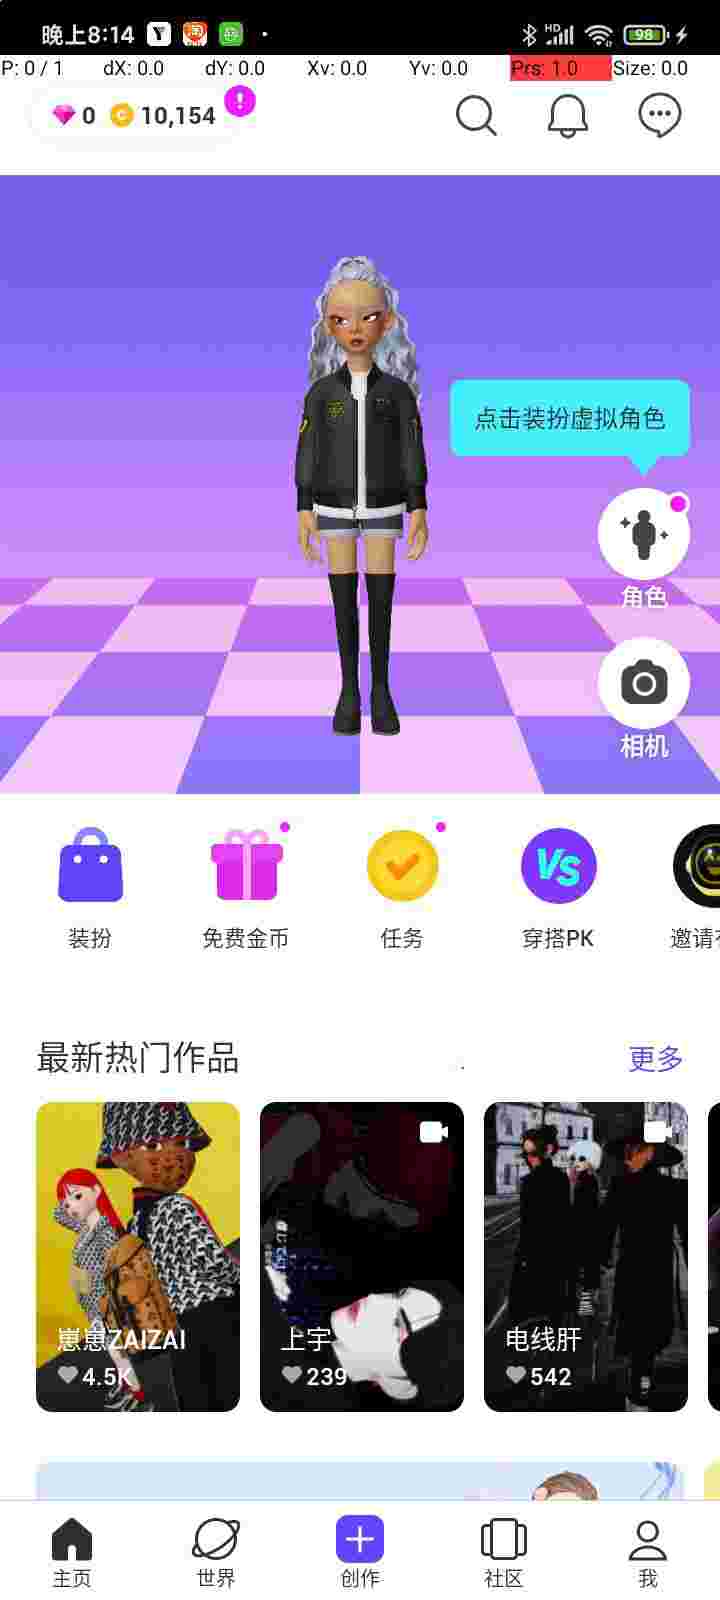 晚上8:14
HD
98
P: 0 / 1 dX: 0.0 dY: 0.0 Xv: 0.0 Yv: 0.0 Prs: 1.0 Size: 0.0
0 10,154
点击装扮虚拟角色
角色
相机
VS
装扮 免费金币 任务 穿搭PK 邀请
最新热门作品 更多
崽崽ZAIZAI
4.5K
上宇
239
电线肝
542
主页 世界 创作 社区 我